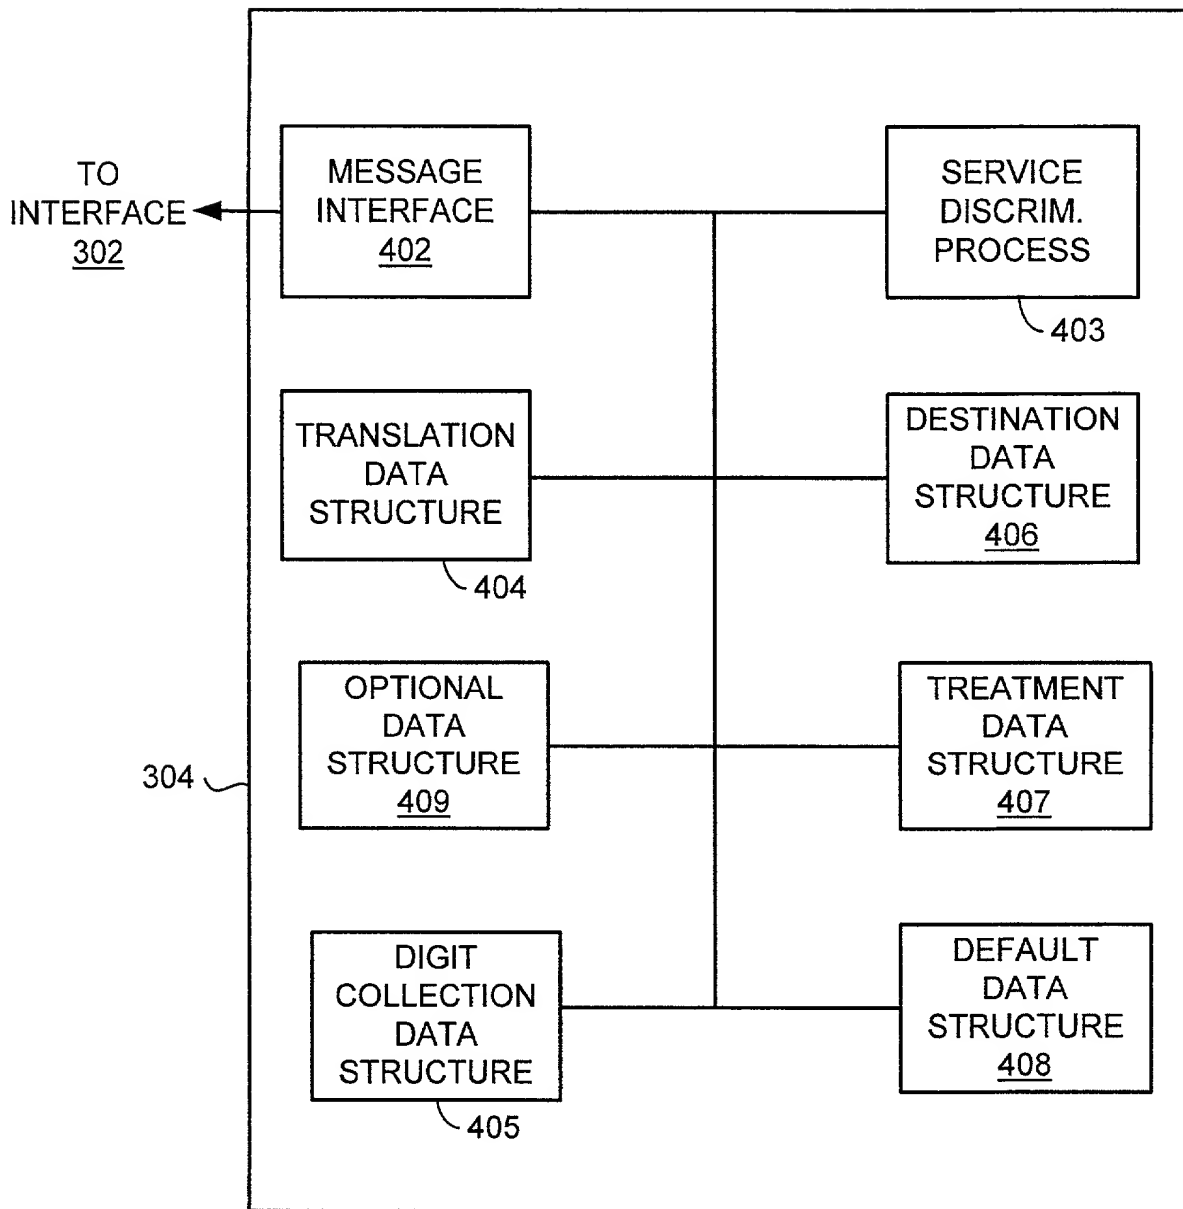 TO
INTERFACE
302
MESSAGE
INTERFACE
402
SERVICE
DISCRIM.
PROCESS
403
TRANSLATION
DATA
STRUCTURE
404
DESTINATION
DATA
STRUCTURE
406
OPTIONAL
DATA
STRUCTURE
409
TREATMENT
DATA
STRUCTURE
407
304
DIGIT
COLLECTION
DATA
STRUCTURE
405
DEFAULT
DATA
STRUCTURE
408